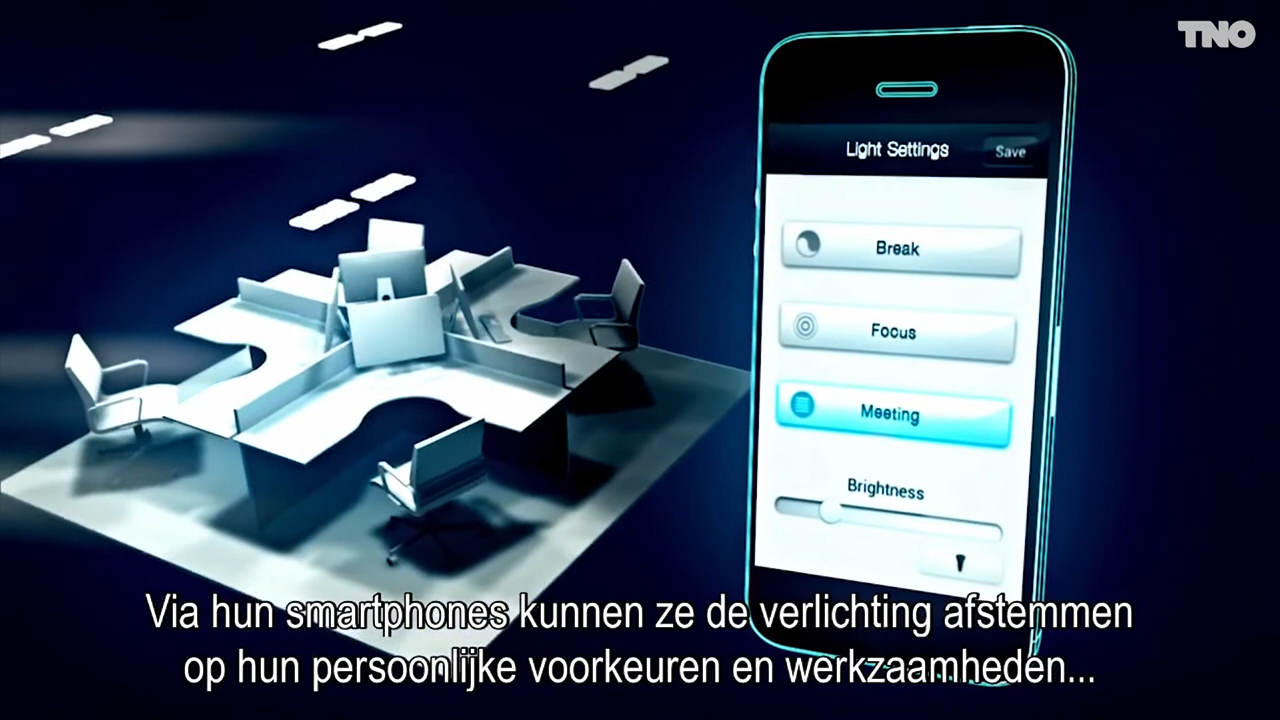 TNO
Light Settings
Save
Break
Focus
Meeting
Brightness
Via hun smartphones kunnen ze de verlichting afstemmen
op hun persoonlijke voorkeuren en werkzaamheden...